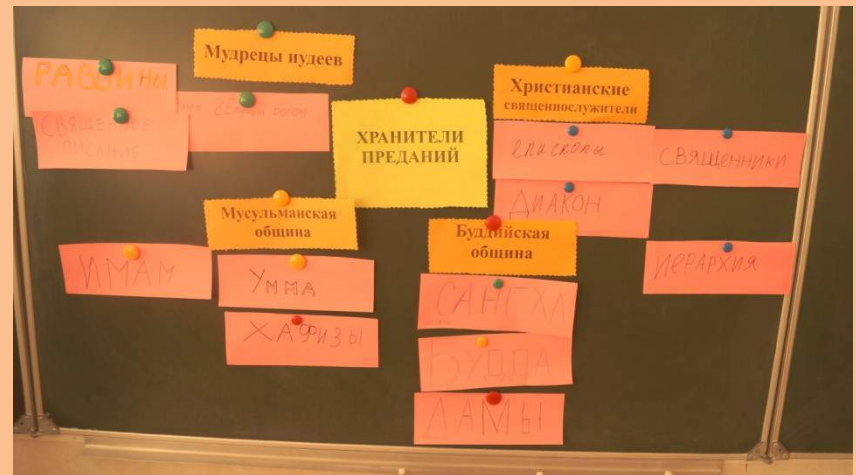 Мудрецы иудеев
РАВВИНЫ
СВЯЩЕННОЕ
ПИСАНИЕ
ХРАНИТЕЛИ
ПРЕДАНИЙ
Христианские
священнослужители
епископы
СВЯЩЕННИКИ
ДИАКОН
ИЕРАРХИЯ
Мусульманская
община
ИМАМ
УММА
ХАФИЗЫ
Буддийская
община
САНГХА
БУДДА
ЛАМЫ